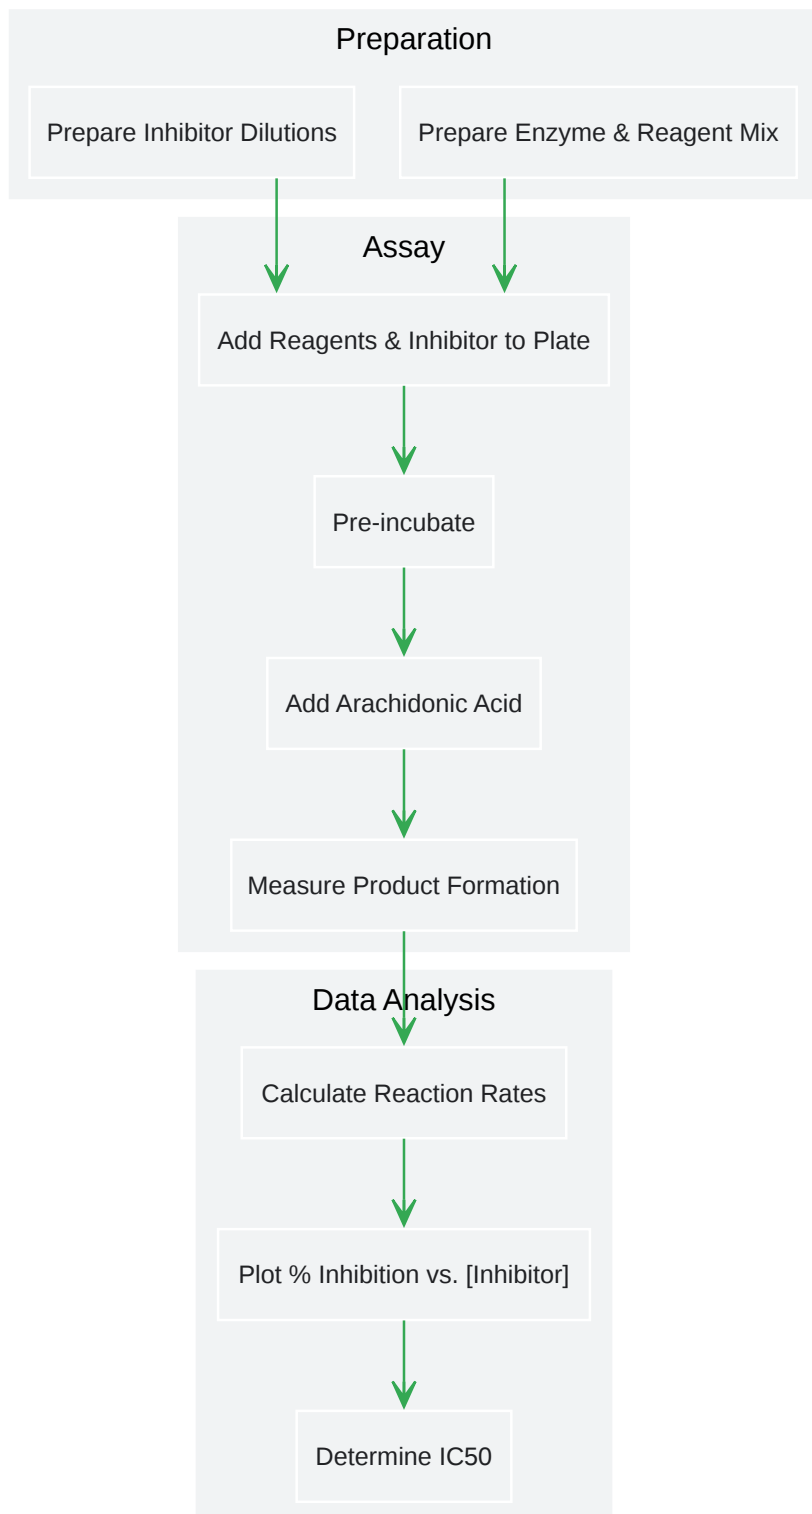 Preparation
Prepare Inhibitor Dilutions
Prepare Enzyme & Reagent Mix
Assay
Add Reagents & Inhibitor to Plate
Pre-incubate
Add Arachidonic Acid
Measure Product Formation
Data Analysis
Calculate Reaction Rates
Plot % Inhibition vs. [Inhibitor]
Determine IC50